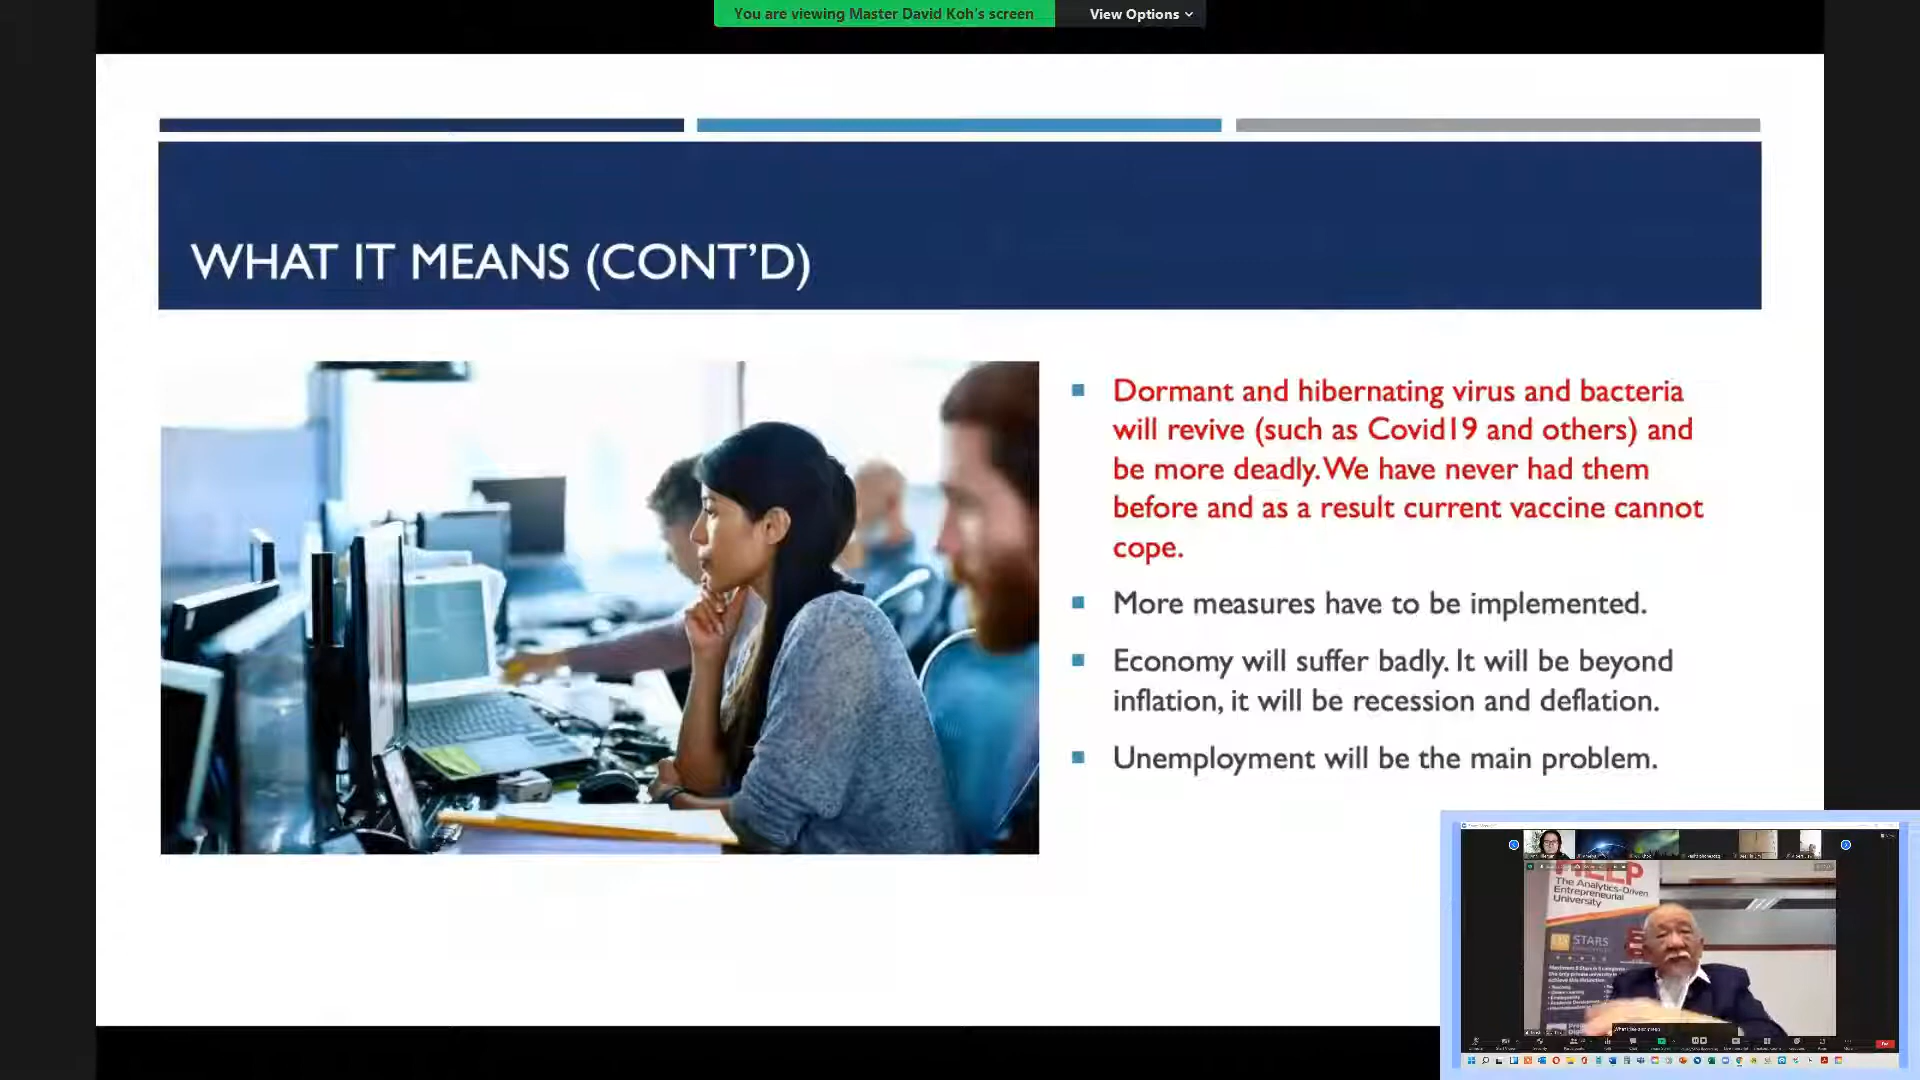 You are viewing Master David Koh's screen
View Options
WHAT IT MEANS (CONT'D)
Dormant and hibernating virus and bacteria
will revive (such as Covid19 and others) and
be more deadly. We have never had them
before and as a result current vaccine cannot
cope.
More measures have to be implemented.
Economy will suffer badly. It will be beyond
inflation, it will be recession and deflation.
Unemployment will be the main problem.
HELP
The Analytics-Driven
Entrepreneurial
University
STARS